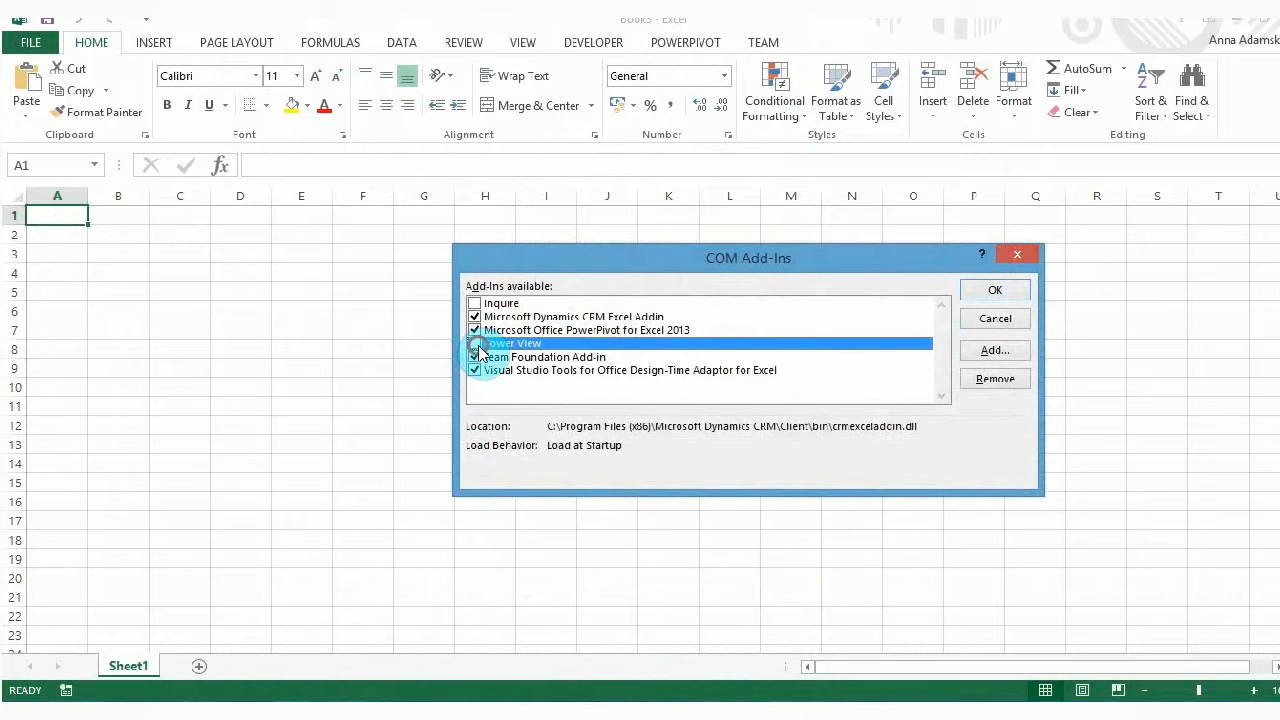 Book5 - Excel
FILE HOME INSERT PAGE LAYOUT FORMULAS DATA REVIEW VIEW DEVELOPER POWERPIVOT TEAM Anna Adamsk
Paste
Cut
Copy
Format Painter
Clipboard
Calibri 11
B I U
Font
Wrap Text
Merge & Center
Alignment
General
%
Number
Conditional Formatting
Format as Table
Cell Styles
Styles
Insert Delete Format
Cells
AutoSum
Fill
Clear
Sort & Filter
Find & Select
Editing
A1 fx
A B C D E F G H I J K L M N O P Q R S T U
1
2
3
4
5
6
7
8
9
10
11
12
13
14
15
16
17
18
19
20
21
22
23
COM Add-Ins ?
Add-Ins available:
Inquire
Microsoft Dynamics CRM Excel Addin
Microsoft Office PowerPivot for Excel 2013
Power View
Team Foundation Add-in
Visual Studio Tools for Office Design-Time Adaptor for Excel
OK
Cancel
Add...
Remove
Location: C:\Program Files (x86)\Microsoft Dynamics CRM\Client\bin\crmexceladdin.dll
Load Behavior: Load at Startup
Sheet1
READY